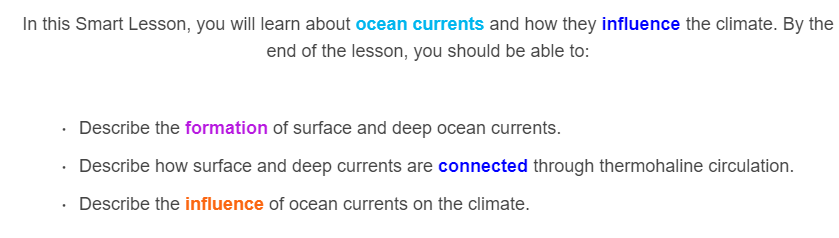 In this Smart Lesson, you will learn about ocean currents and how they influence the climate. By the
end of the lesson, you should be able to:
· Describe the formation of surface and deep ocean currents.
· Describe how surface and deep currents are connected through thermohaline circulation.
· Describe the influence of ocean currents on the climate.